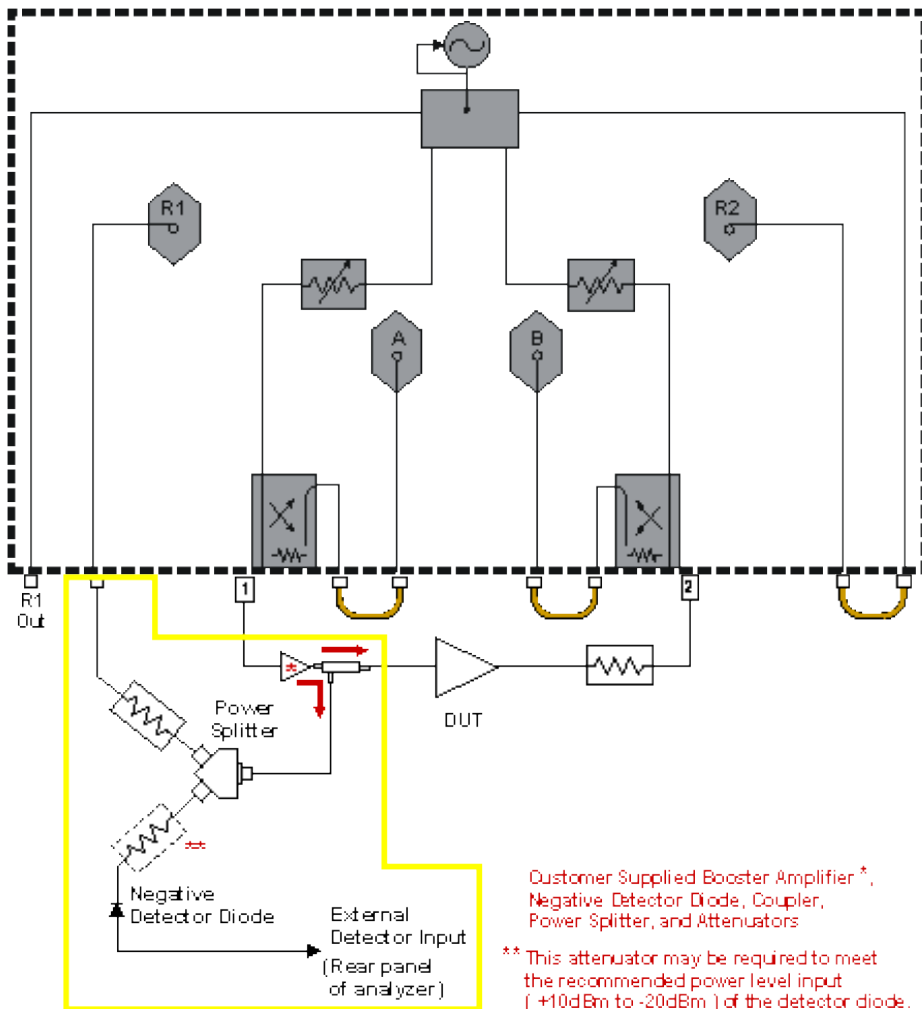 R1
R2
A
B
R1
Out
1
2
*
Power
Splitter
DUT
**
Negative
Detector Diode
External
Detector Input
(Rear panel
of analyzer)
Customer Supplied Booster Amplifier *,
Negative Detector Diode, Coupler,
Power Splitter, and Attenuators
** This attenuator may be required to meet
the recommended power level input
( +10dBm to -20dBm ) of the detector diode.